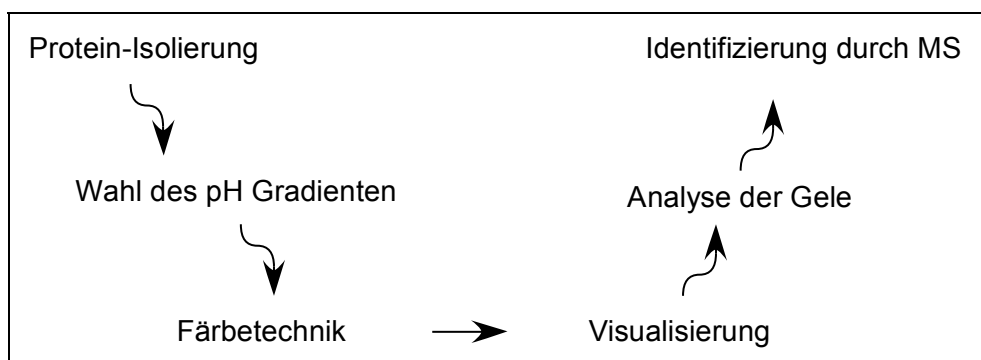 Protein-Isolierung
Identifizierung durch MS
Wahl des pH Gradienten
Analyse der Gele
Färbetechnik
Visualisierung